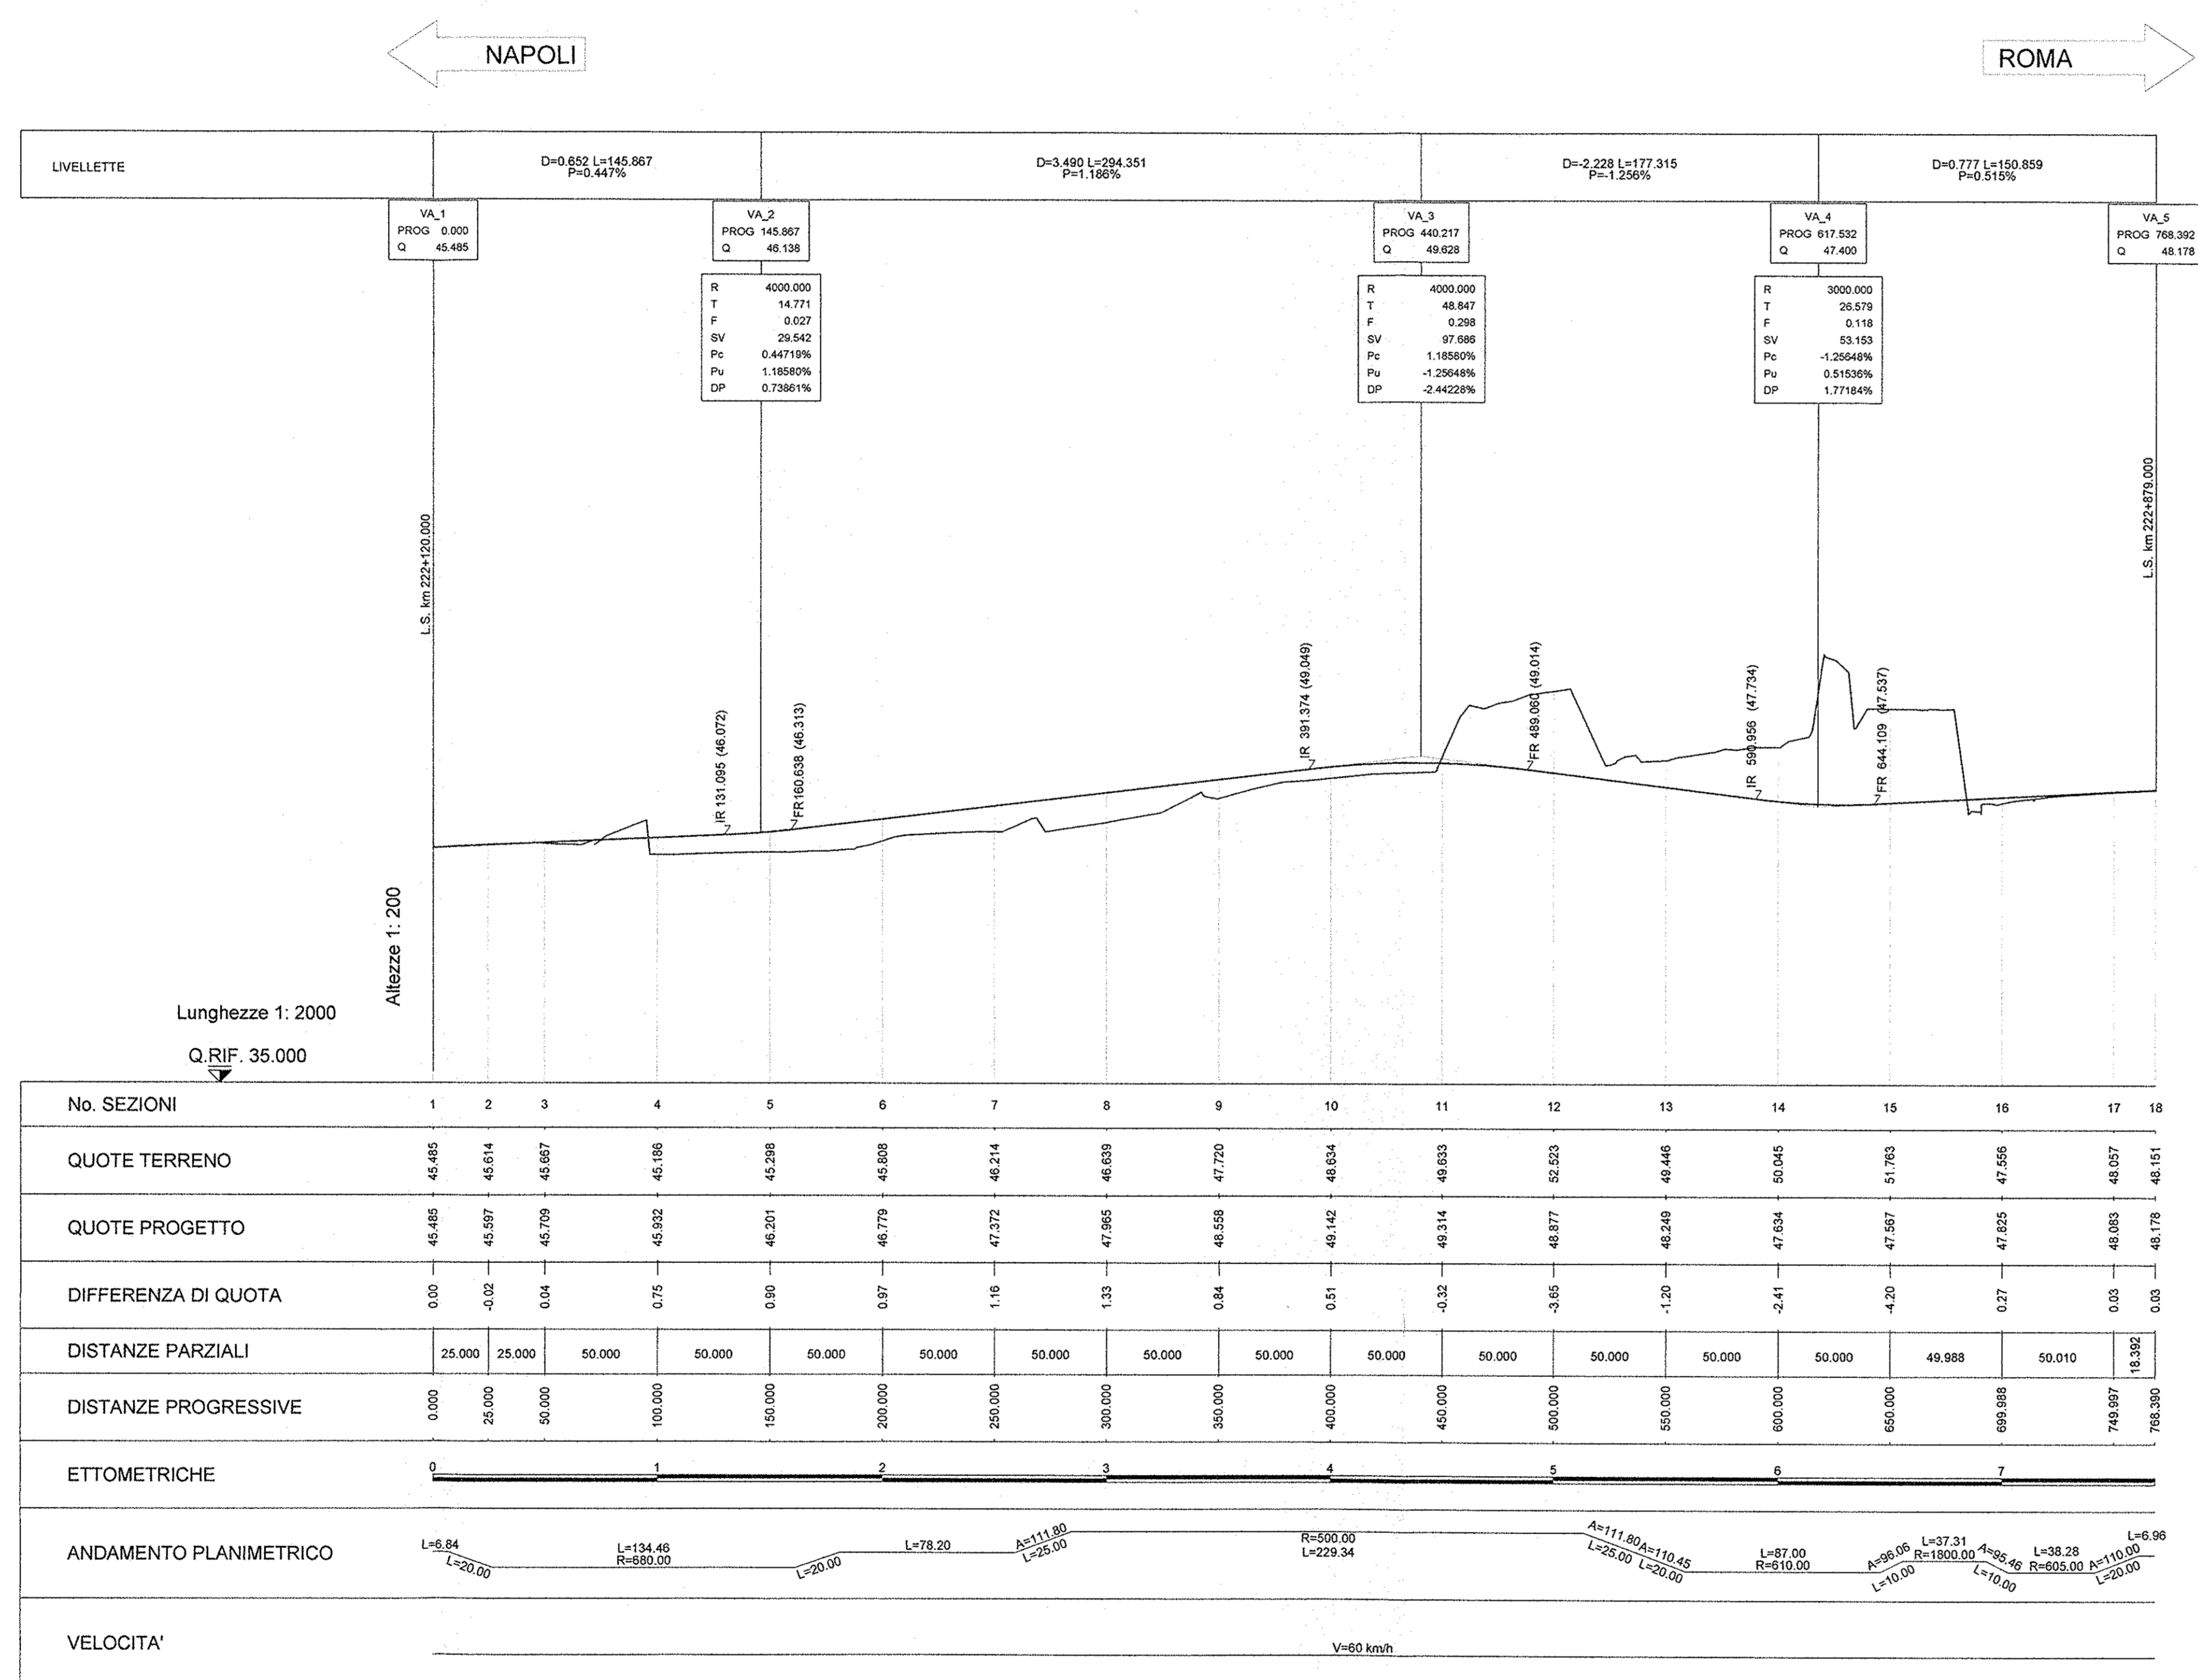 NAPOLI
ROMA
LIVELLETTE
D=0.652 L=145.867
P=0.447%
D=3.490 L=294.351
P=1.186%
D=-2.228 L=177.315
P=-1.256%
D=0.777 L=150.859
P=0.515%
VA_1
PROG 0.000
Q 45.485
VA_2
PROG 145.867
Q 46.138
VA_3
PROG 440.217
Q 49.628
VA_4
PROG 617.532
Q 47.400
VA_5
PROG 768.392
Q 48.178
R 4000.000
T 14.771
F 0.027
SV 29.542
Pc 0.44719%
Pu 1.18580%
DP 0.73861%
R 4000.000
T 48.847
F 0.298
SV 97.686
Pc 1.18580%
Pu -1.25648%
DP -2.44228%
R 3000.000
T 26.579
F 0.118
SV 53.153
Pc -1.25648%
Pu 0.51536%
DP 1.77184%
L.S. km 222+120.000
L.S. km 222+879.000
IR 131.095 (46.072)
FR 160.638 (46.313)
IR 391.374 (49.049)
FR 489.060 (49.014)
IR 590.956 (47.734)
FR 644.109 (47.537)
Altezze 1: 200
Lunghezze 1: 2000
Q.RIF. 35.000
No. SEZIONI 1 2 3 4 5 6 7 8 9 10 11 12 13 14 15 16 17 18
QUOTE TERRENO 45.485 45.614 45.667 45.186 45.298 45.808 46.214 46.639 47.720 48.634 49.633 52.523 49.446 50.045 51.763 47.556 48.057 48.151
QUOTE PROGETTO 45.485 45.597 45.709 45.932 46.201 46.779 47.372 47.965 48.558 49.142 49.314 48.877 48.249 47.634 47.567 47.825 48.083 48.178
DIFFERENZA DI QUOTA 0.00 -0.02 0.04 0.75 0.90 0.97 1.16 1.33 0.84 0.51 -0.32 -3.65 -1.20 -2.41 -4.20 0.27 0.03 0.03
DISTANZE PARZIALI 25.000 25.000 50.000 50.000 50.000 50.000 50.000 50.000 50.000 50.000 50.000 50.000 50.000 50.000 49.988 50.010 18.392
DISTANZE PROGRESSIVE 0.000 25.000 50.000 100.000 150.000 200.000 250.000 300.000 350.000 400.000 450.000 500.000 550.000 600.000 650.000 699.988 749.997 768.390
ETTOMETRICHE 0 1 2 3 4 5 6 7
ANDAMENTO PLANIMETRICO
L=6.84
L=20.00
L=134.46
R=680.00
L=20.00
L=78.20
A=111.80
L=25.00
R=500.00
L=229.34
A=111.80
L=25.00
A=110.45
L=20.00
L=87.00
R=610.00
A=96.06
L=10.00
L=37.31
R=1800.00
A=95.46
L=10.00
L=38.28
R=605.00
A=110.00
L=20.00
L=6.96
VELOCITA'
V=60 km/h